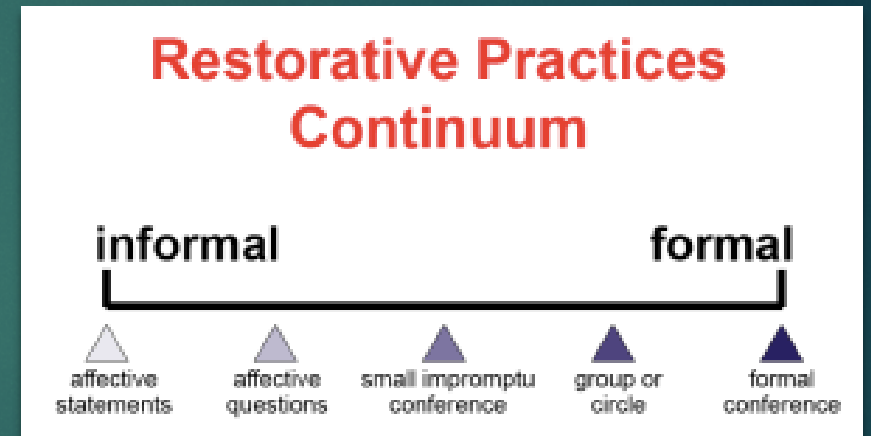 Restorative Practices
Continuum
informal formal
affective statements
affective questions
small impromptu conference
group or circle
formal conference